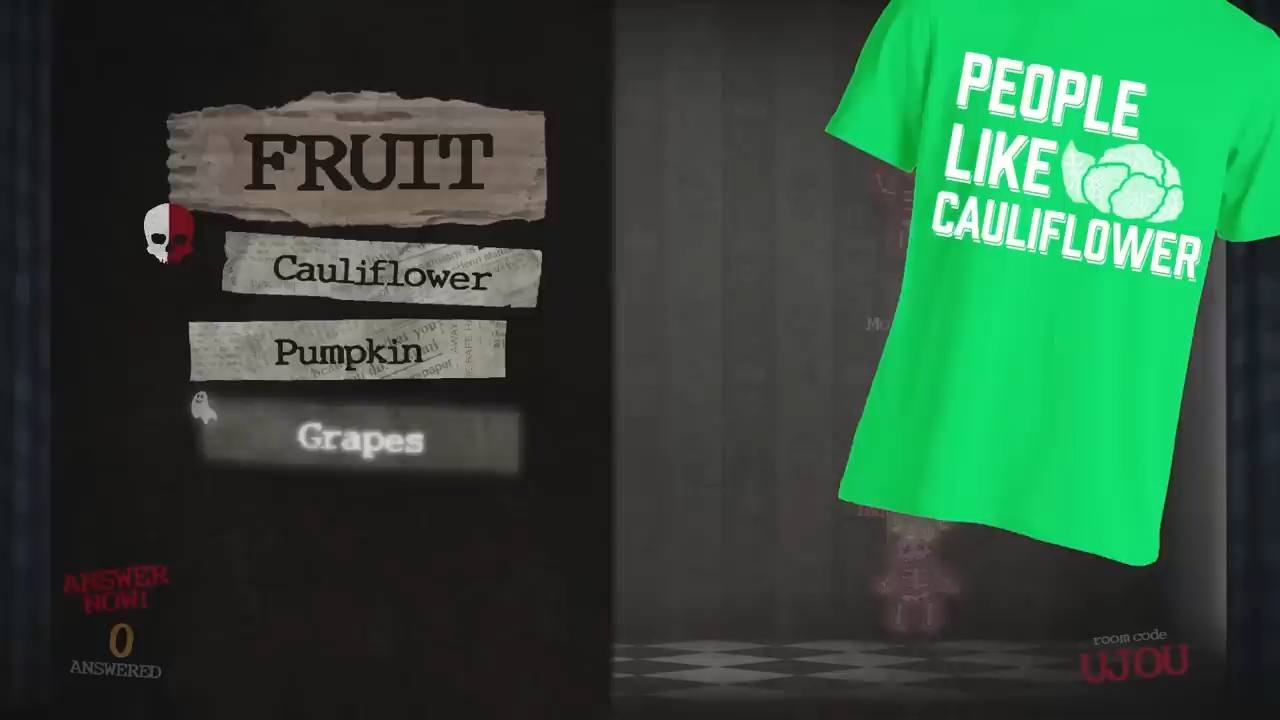 FRUIT
Cauliflower
Pumpkin
Grapes
ANSWER
NOW!
0
ANSWERED
PEOPLE
LIKE
CAULIFLOWER
room code
UJOU